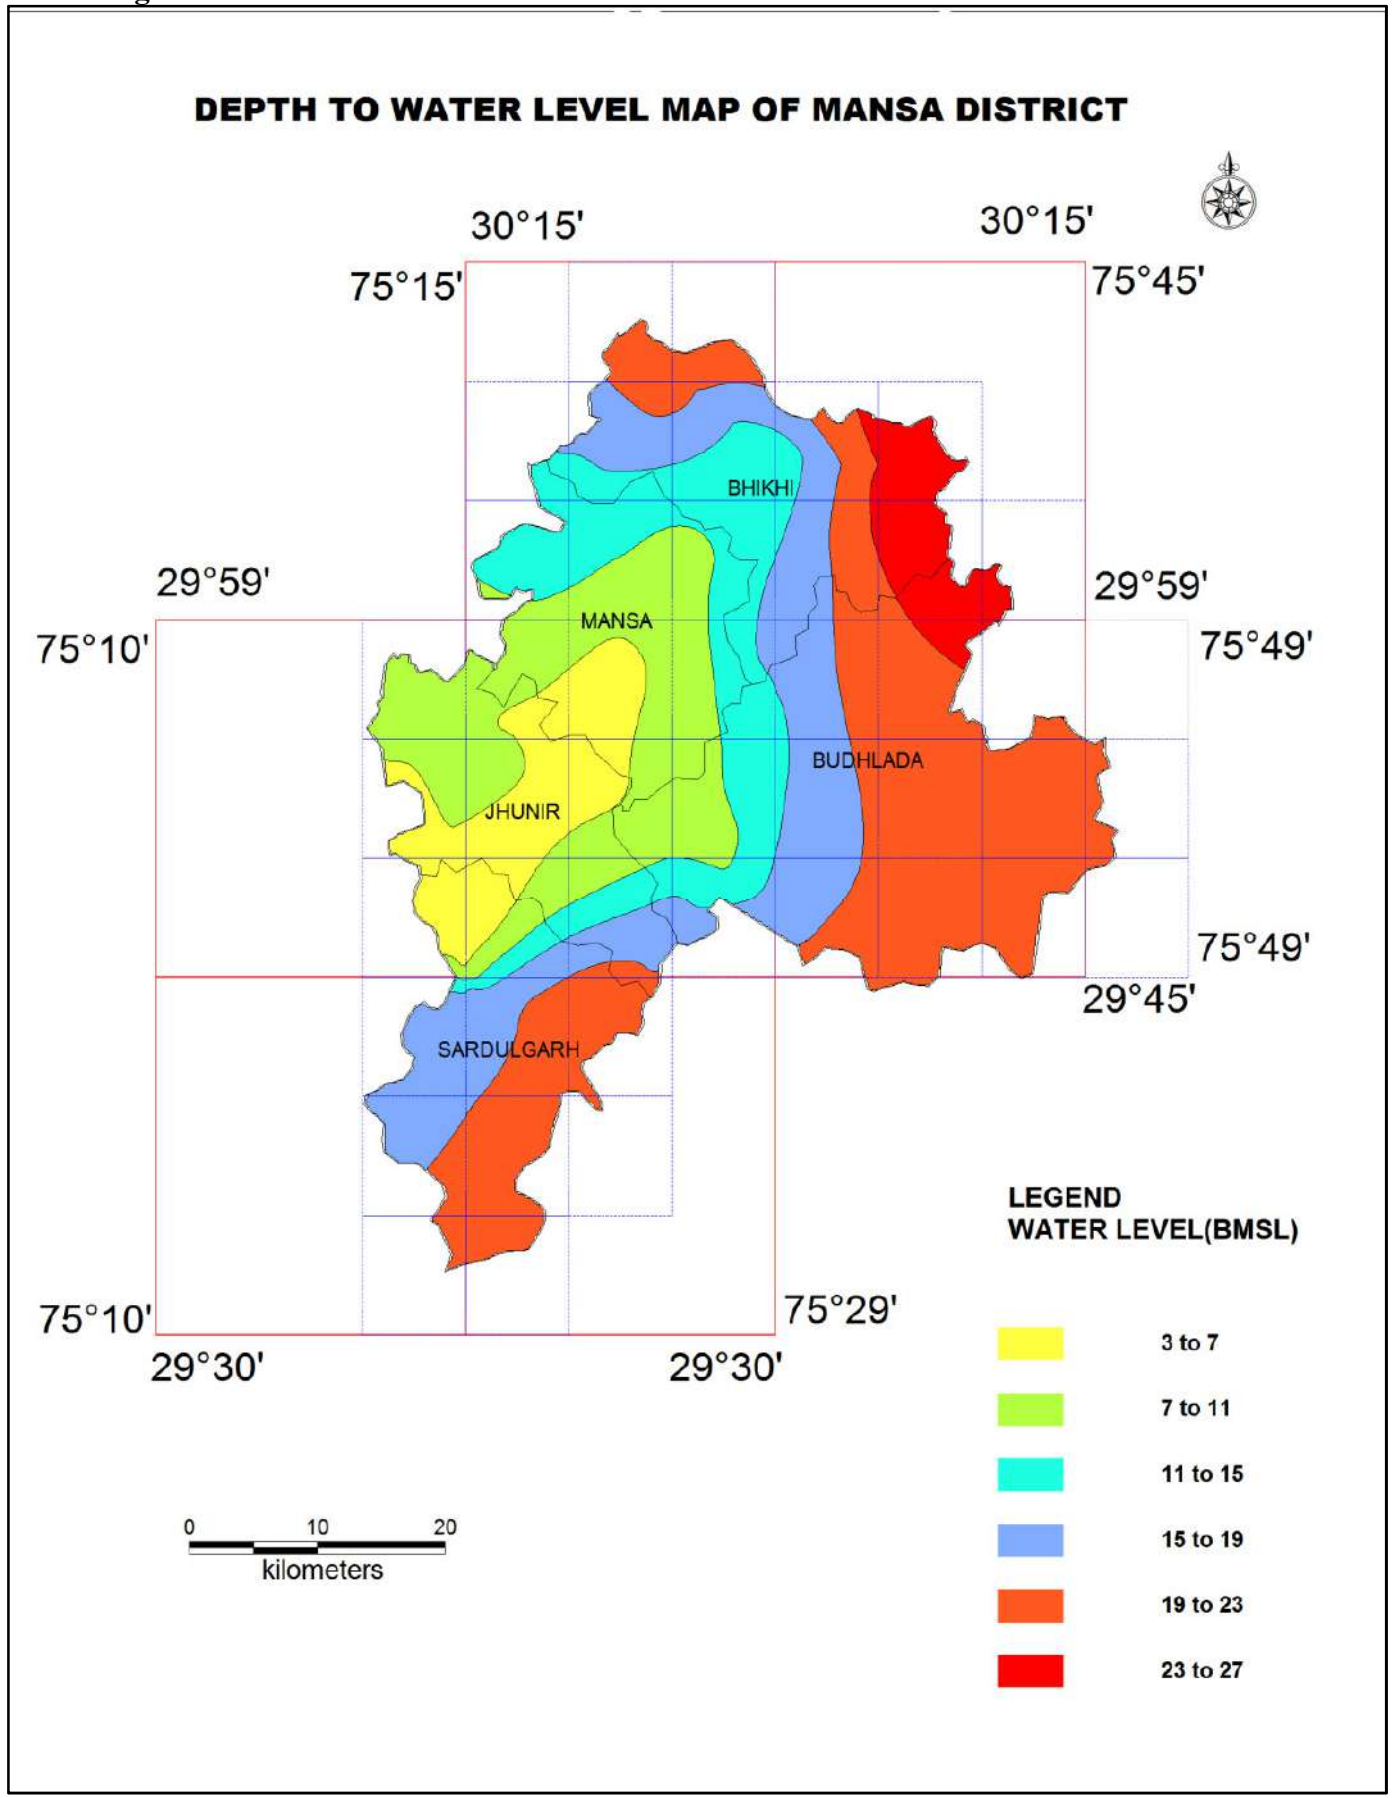 DEPTH TO WATER LEVEL MAP OF MANSA DISTRICT
30°15' 30°15'
75°15' 75°45'
BHIKHI
29°59' 29°59'
MANSA
75°10' 75°49'
BUDHLADA
JHUNIR
75°49'
29°45'
SARDULGARH
LEGEND
WATER LEVEL(BMSL)
75°10' 75°29'
29°30' 29°30'
3 to 7
7 to 11
11 to 15
0 10 20
15 to 19
kilometers
19 to 23
23 to 27